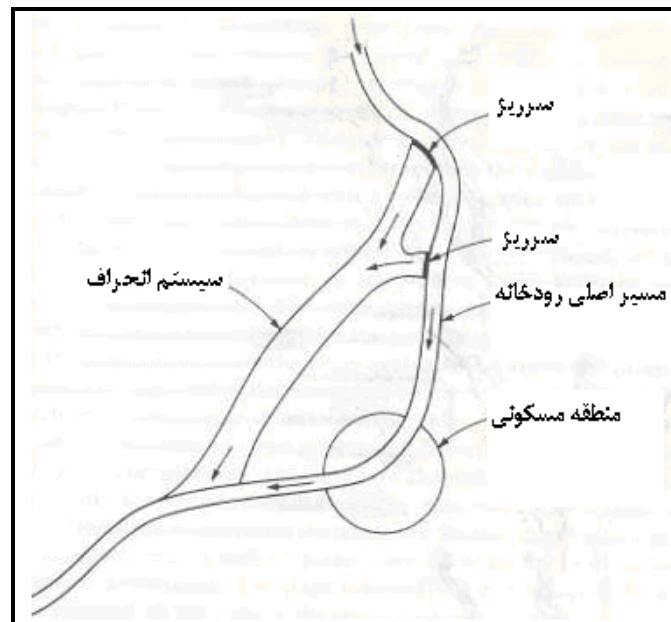 سرریز
سرریز
مسیر اصلی رودخانه
سیستم انحراف
منطقه مسکونی